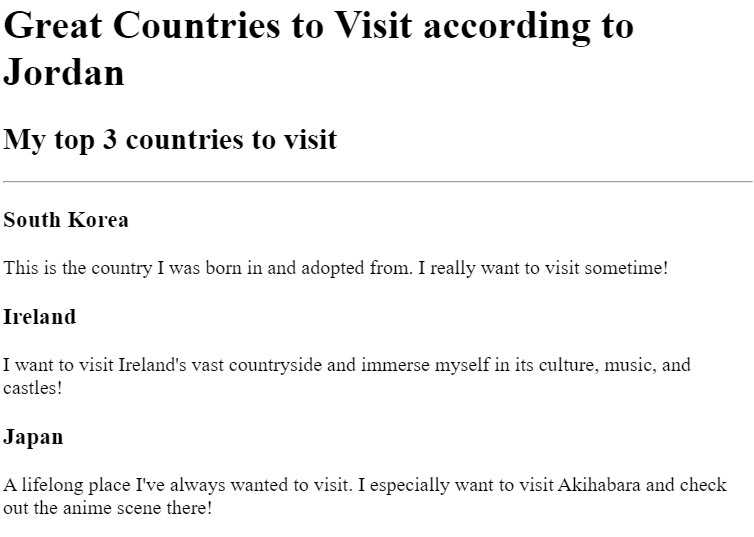 Great Countries to Visit according to
Jordan
My top 3 countries to visit
South Korea
This is the country I was born in and adopted from. I really want to visit sometime!
Ireland
I want to visit Ireland's vast countryside and immerse myself in its culture, music, and
castles!
Japan
A lifelong place I've always wanted to visit. I especially want to visit Akihabara and check
out the anime scene there!